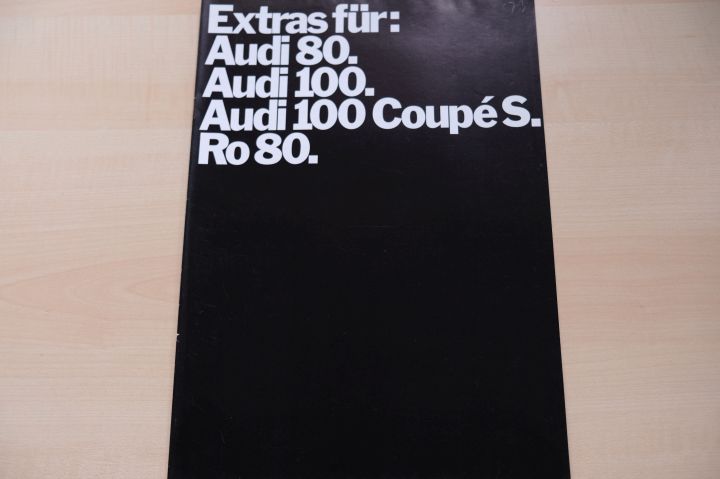 Extras für:
Audi 80.
Audi 100.
Audi 100 Coupé S.
Ro 80.